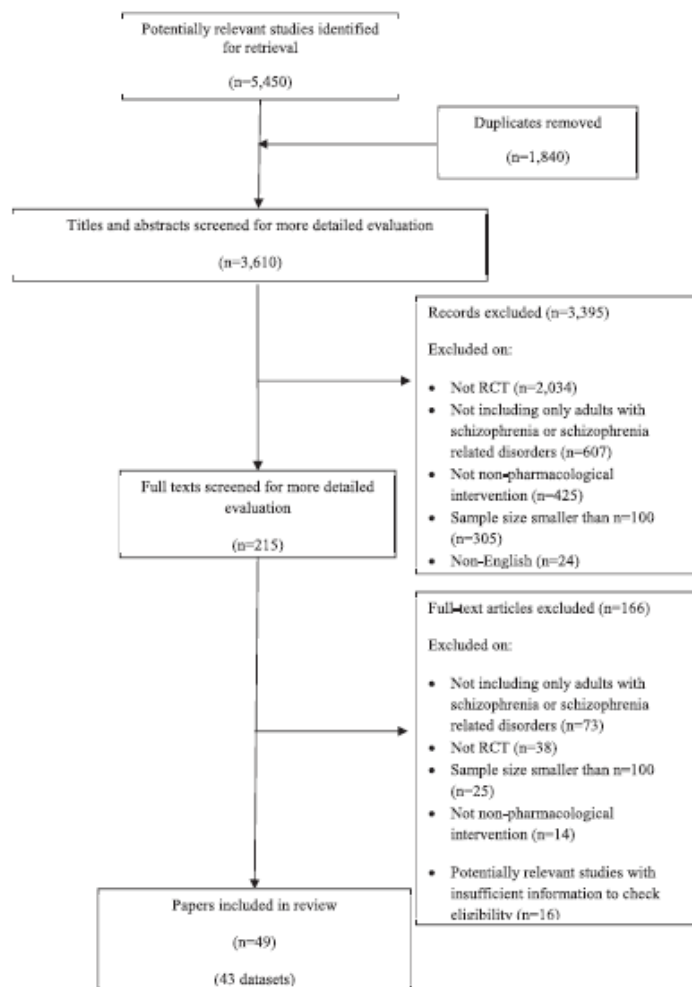 Potentially relevant studies identified
for retrieval
(n=5,450)
Duplicates removed
(n=1,840)
Titles and abstracts screened for more detailed evaluation
(n=3,610)
Records excluded (n=3,395)
Excluded on:
• Not RCT (n=2,034)
• Not including only adults with
schizophrenia or schizophrenia
related disorders (n=607)
• Not non-pharmacological
intervention (n=425)
• Sample size smaller than n=100
(n=305)
• Non-English (n=24)
Full texts screened for more detailed
evaluation
(n=215)
Full-text articles excluded (n=166)
Excluded on:
• Not including only adults with
schizophrenia or schizophrenia
related disorders (n=73)
• Not RCT (n=38)
• Sample size smaller than n=100
(n=25)
• Not non-pharmacological
intervention (n=14)
• Potentially relevant studies with
insufficient information to check
eligibility (n=16)
Papers included in review
(n=49)
(43 datasets)